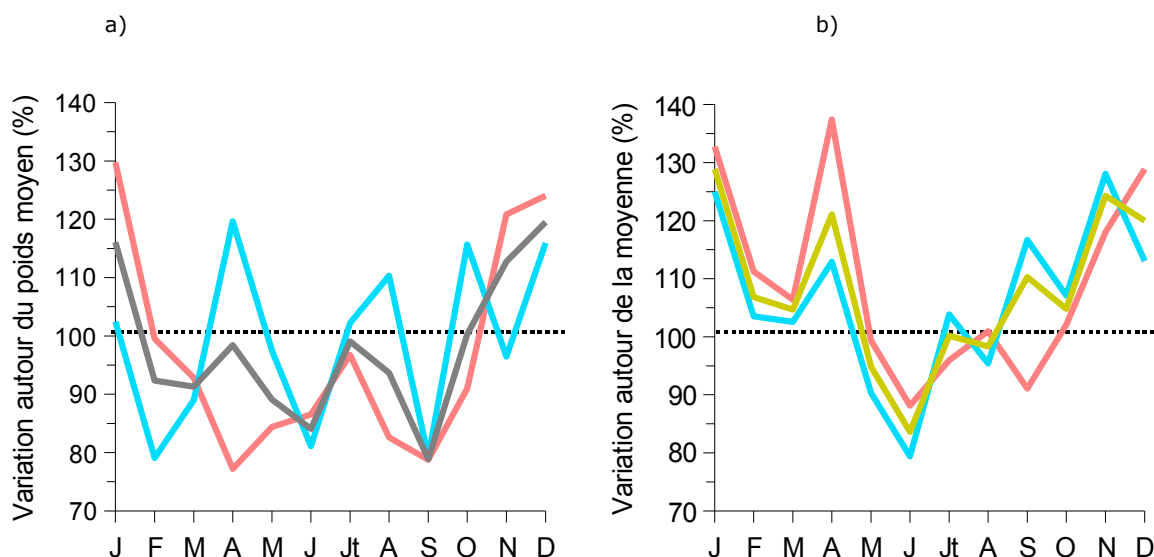 a)
b)
Variation autour du poids moyen (%)
140
130
120
110
100
90
80
70
J F M A M J Jt A S O N D
Variation autour de la moyenne (%)
140
130
120
110
100
90
80
70
J F M A M J Jt A S O N D